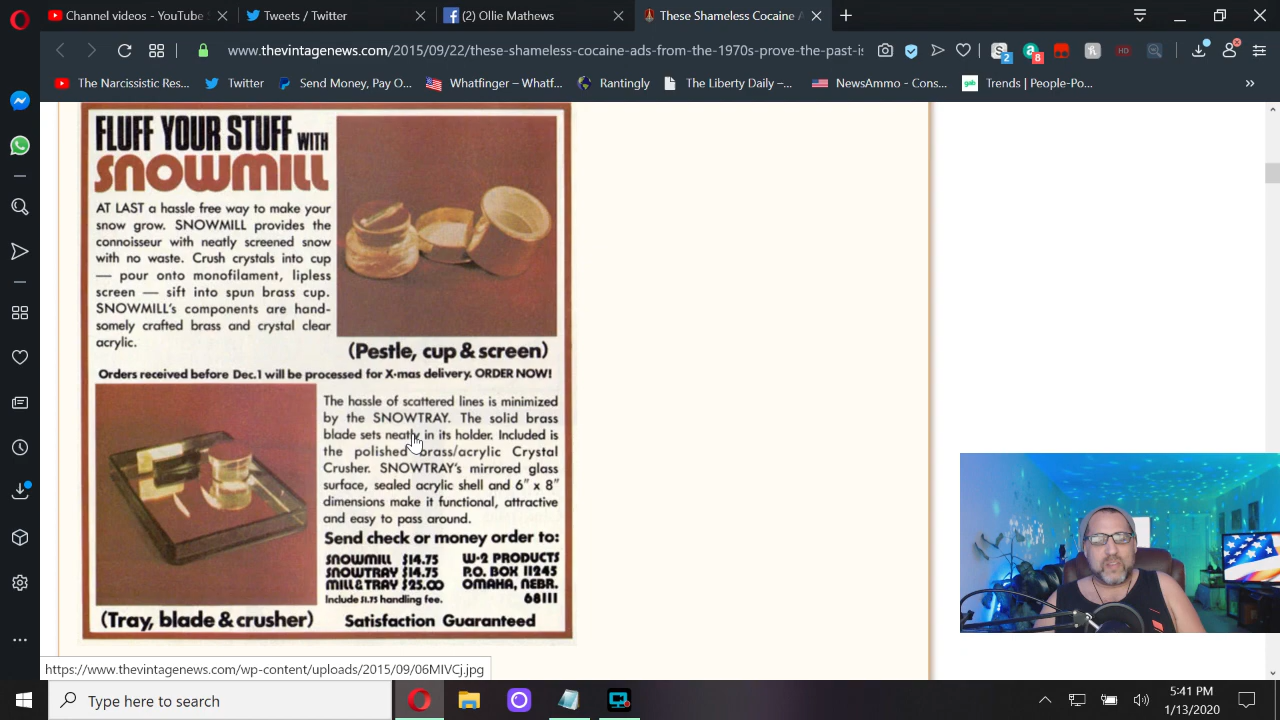 Channel videos - YouTube
Tweets / Twitter
(2) Ollie Mathews
These Shameless Cocaine A
www.thevintagenews.com/2015/09/22/these-shameless-cocaine-ads-from-the-1970s-prove-the-past-is
HD
S
2
a
8
The Narcissistic Res...
Twitter
Send Money, Pay O...
Whatfinger – Whatf...
Rantingly
The Liberty Daily –...
NewsAmmo - Cons...
gab
Trends | People-Po...
FLUFF YOUR STUFF WITH
SNOWMILL
AT LAST a hassle free way to make your
snow grow. SNOWMILL provides the
connoisseur with neatly screened snow
with no waste. Crush crystals into cup
— pour onto monofilament, lipless
screen — sift into spun brass cup.
SNOWMILL's components are hand-
somely crafted brass and crystal clear
acrylic.
(Pestle, cup & screen)
Orders received before Dec. 1 will be processed for X-mas delivery. ORDER NOW!
The hassle of scattered lines is minimized
by the SNOWTRAY. The solid brass
blade sets neatly in its holder. Included is
the polished brass/acrylic Crystal
Crusher. SNOWTRAY's mirrored glass
surface, sealed acrylic shell and 6" x 8"
dimensions make it functional, attractive
and easy to pass around.
Send check or money order to:
SNOWMILL $14.75
SNOWTRAY $14.75
MILL & TRAY $25.00
Include $1.75 handling fee.
W-2 PRODUCTS
P.O. BOX 11245
OMAHA, NEBR.
68111
(Tray, blade & crusher)
Satisfaction Guaranteed
https://www.thevintagenews.com/wp-content/uploads/2015/09/06MIVCj.jpg
Type here to search
5:41 PM
1/13/2020